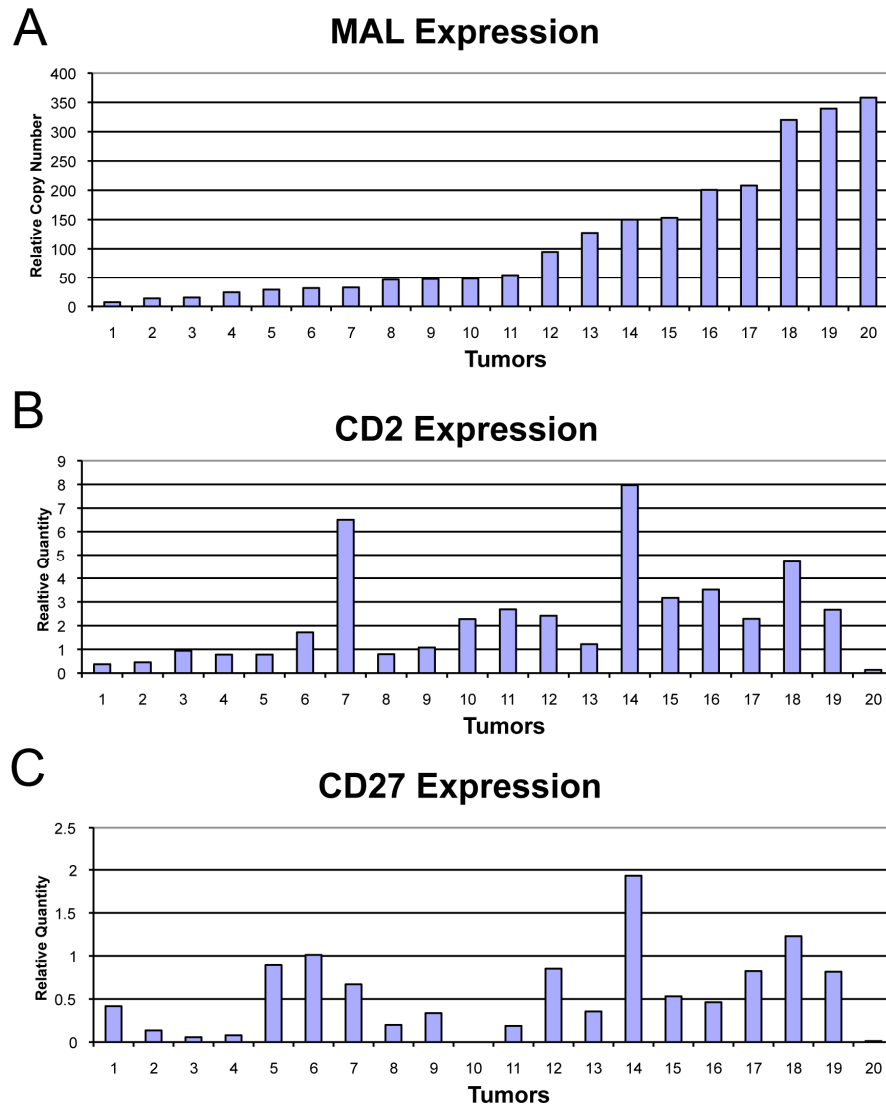 A
MAL Expression
Relative Copy Number
400
350
300
250
200
150
100
50
0
1 2 3 4 5 6 7 8 9 10 11 12 13 14 15 16 17 18 19 20
Tumors
B
CD2 Expression
Realtive Quantity
9
8
7
6
5
4
3
2
1
0
1 2 3 4 5 6 7 8 9 10 11 12 13 14 15 16 17 18 19 20
Tumors
C
CD27 Expression
Relative Quantity
2.5
2
1.5
1
0.5
0
1 2 3 4 5 6 7 8 9 10 11 12 13 14 15 16 17 18 19 20
Tumors